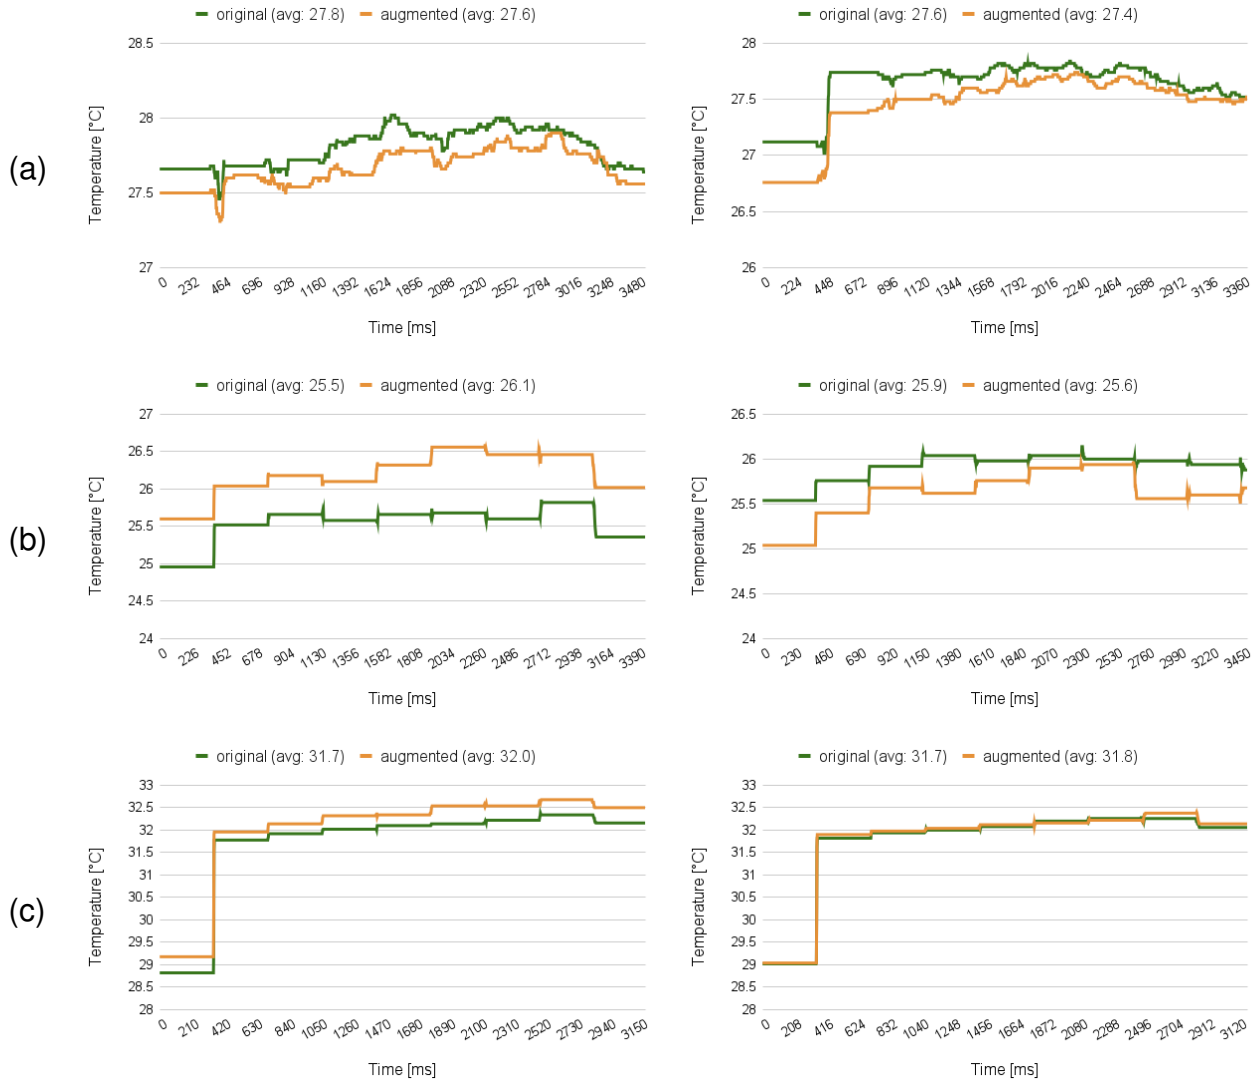 original (avg: 27.8) augmented (avg: 27.6)
28.5
28
27.5
27
Temperature [°C]
0 232 464 696 928 1160 1392 1624 1856 2088 2320 2552 2784 3016 3248 3480
Time [ms]
original (avg: 27.6) augmented (avg: 27.4)
28
27.5
27
26.5
26
Temperature [°C]
0 224 448 672 896 1120 1344 1568 1792 2016 2240 2464 2688 2912 3136 3360
Time [ms]
(a)
original (avg: 25.5) augmented (avg: 26.1)
27
26.5
26
25.5
25
24.5
24
Temperature [°C]
0 226 452 678 904 1130 1356 1582 1808 2034 2260 2486 2712 2938 3164 3390
Time [ms]
original (avg: 25.9) augmented (avg: 25.6)
26.5
26
25.5
25
24.5
24
Temperature [°C]
0 230 460 690 920 1150 1380 1610 1840 2070 2300 2530 2760 2990 3220 3450
Time [ms]
(b)
original (avg: 31.7) augmented (avg: 32.0)
33
32.5
32
31.5
31
30.5
30
29.5
29
28.5
28
Temperature [°C]
0 210 420 630 840 1050 1260 1470 1680 1890 2100 2310 2520 2730 2940 3150
Time [ms]
original (avg: 31.7) augmented (avg: 31.8)
33
32.5
32
31.5
31
30.5
30
29.5
29
28.5
28
Temperature [°C]
0 208 416 624 832 1040 1248 1456 1664 1872 2080 2288 2496 2704 2912 3120
Time [ms]
(c)